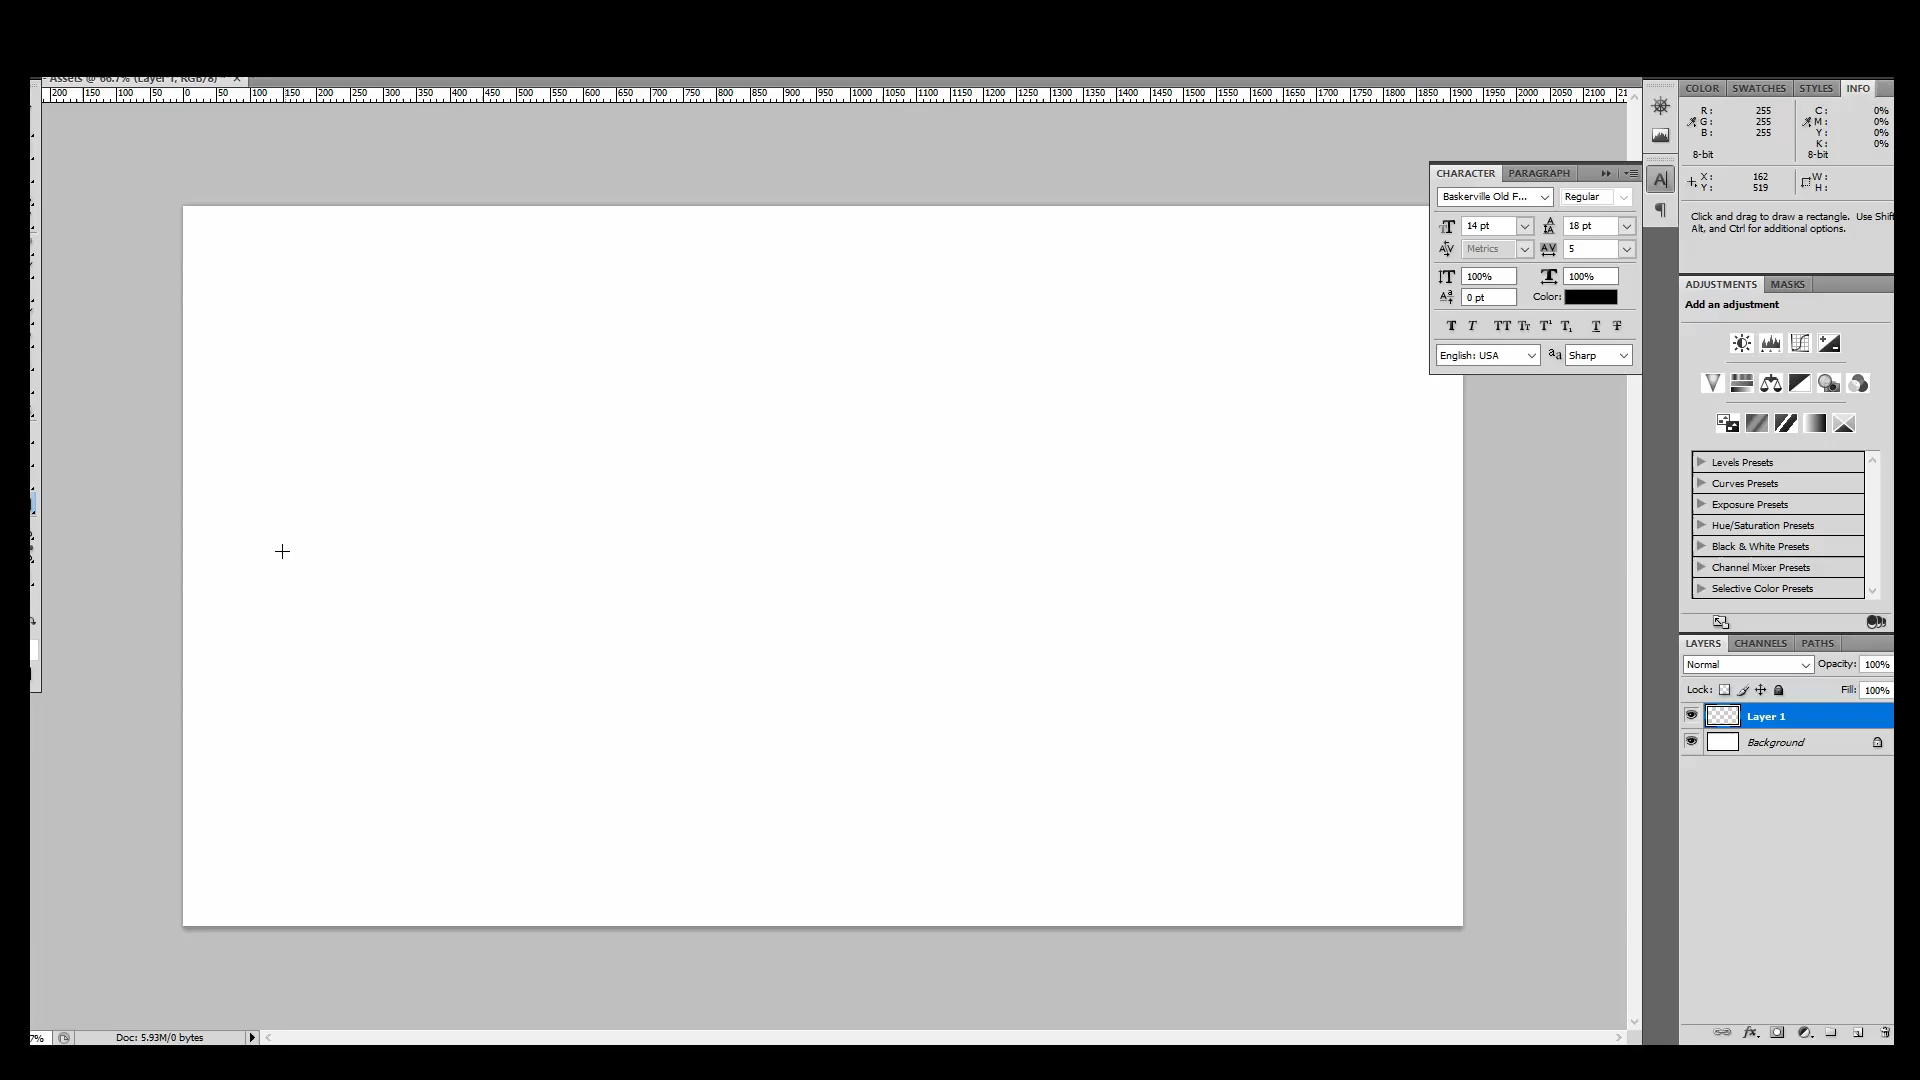 Assets @ 66.7% (Layer 1, RGB/8) * ×
200 150 100 50 0 50 100 150 200 250 300 350 400 450 500 550 600 650 700 750 800 850 900 950 1000 1050 1100 1150 1200 1250 1300 1350 1400 1450 1500 1550 1600 1650 1700 1750 1800 1850 1900 1950 2000 2050 2100
COLOR SWATCHES STYLES INFO
R: 255 C: 0%
G: 255 M: 0%
B: 255 Y: 0%
K: 0%
8-bit 8-bit
X: 162 W:
Y: 519 H:
Click and drag to draw a rectangle. Use Shift
Alt, and Ctrl for additional options.
CHARACTER PARAGRAPH
Baskerville Old F... Regular
14 pt 18 pt
Metrics 5
100% 100%
0 pt Color:
English: USA aa Sharp
ADJUSTMENTS MASKS
Add an adjustment
Levels Presets
Curves Presets
Exposure Presets
Hue/Saturation Presets
Black & White Presets
Channel Mixer Presets
Selective Color Presets
LAYERS CHANNELS PATHS
Normal Opacity: 100%
Lock: Fill: 100%
Layer 1
Background
7% Doc: 5.93M/0 bytes